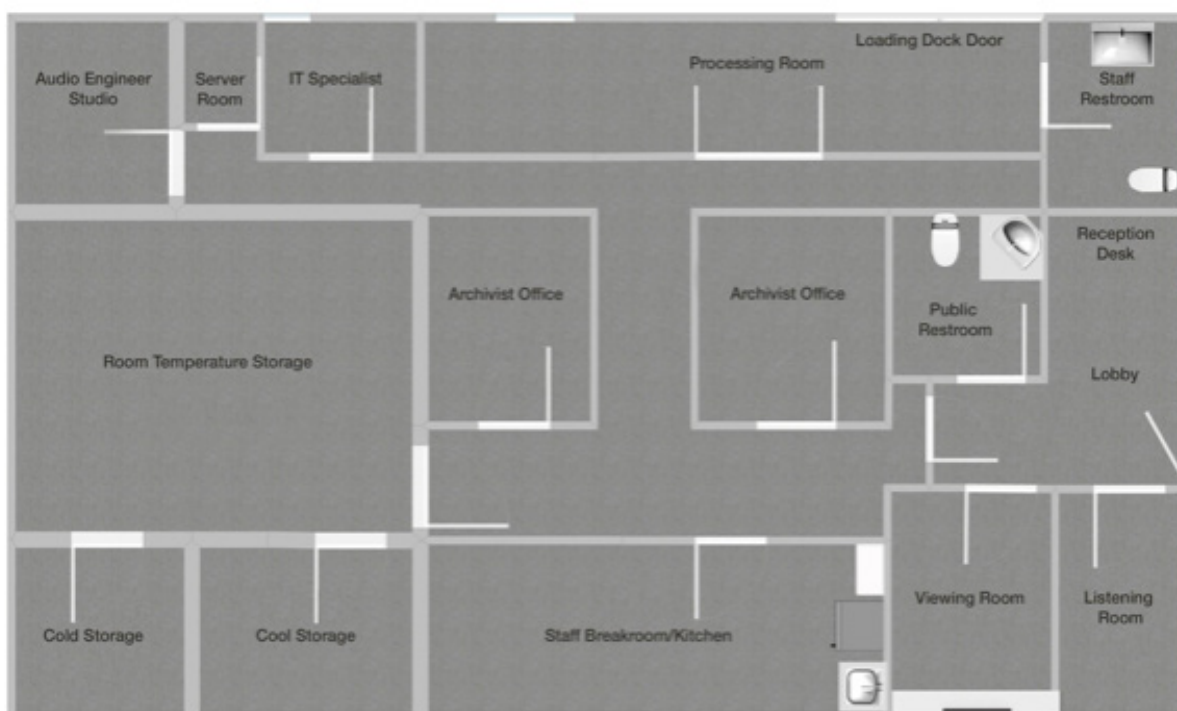 Audio Engineer
Studio
Server
Room
IT Specialist
Processing Room
Loading Dock Door
Staff
Restroom
Reception
Desk
Archivist Office
Archivist Office
Public
Restroom
Room Temperature Storage
Lobby
Cold Storage
Cool Storage
Staff Breakroom/Kitchen
Viewing Room
Listening
Room